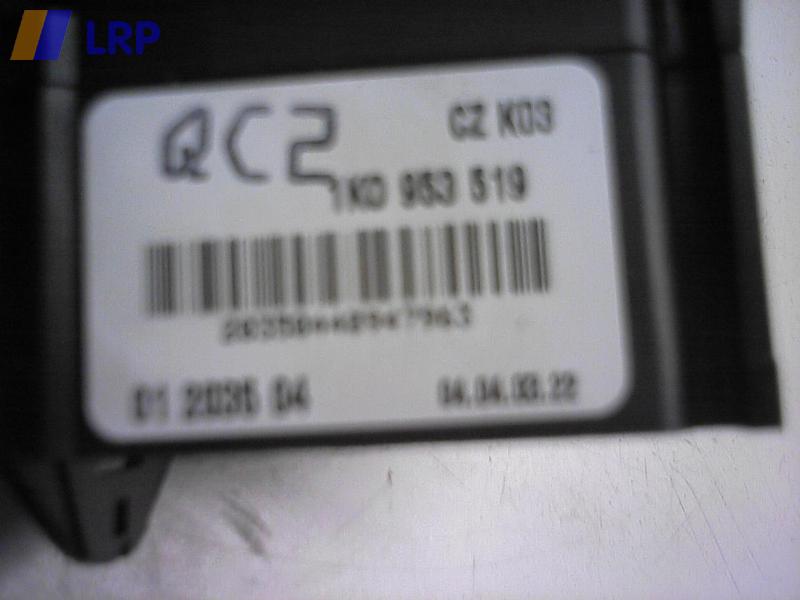 LRP
QC2
CZ K03
1K0 953 519
01 2035 04
04.04.03.22